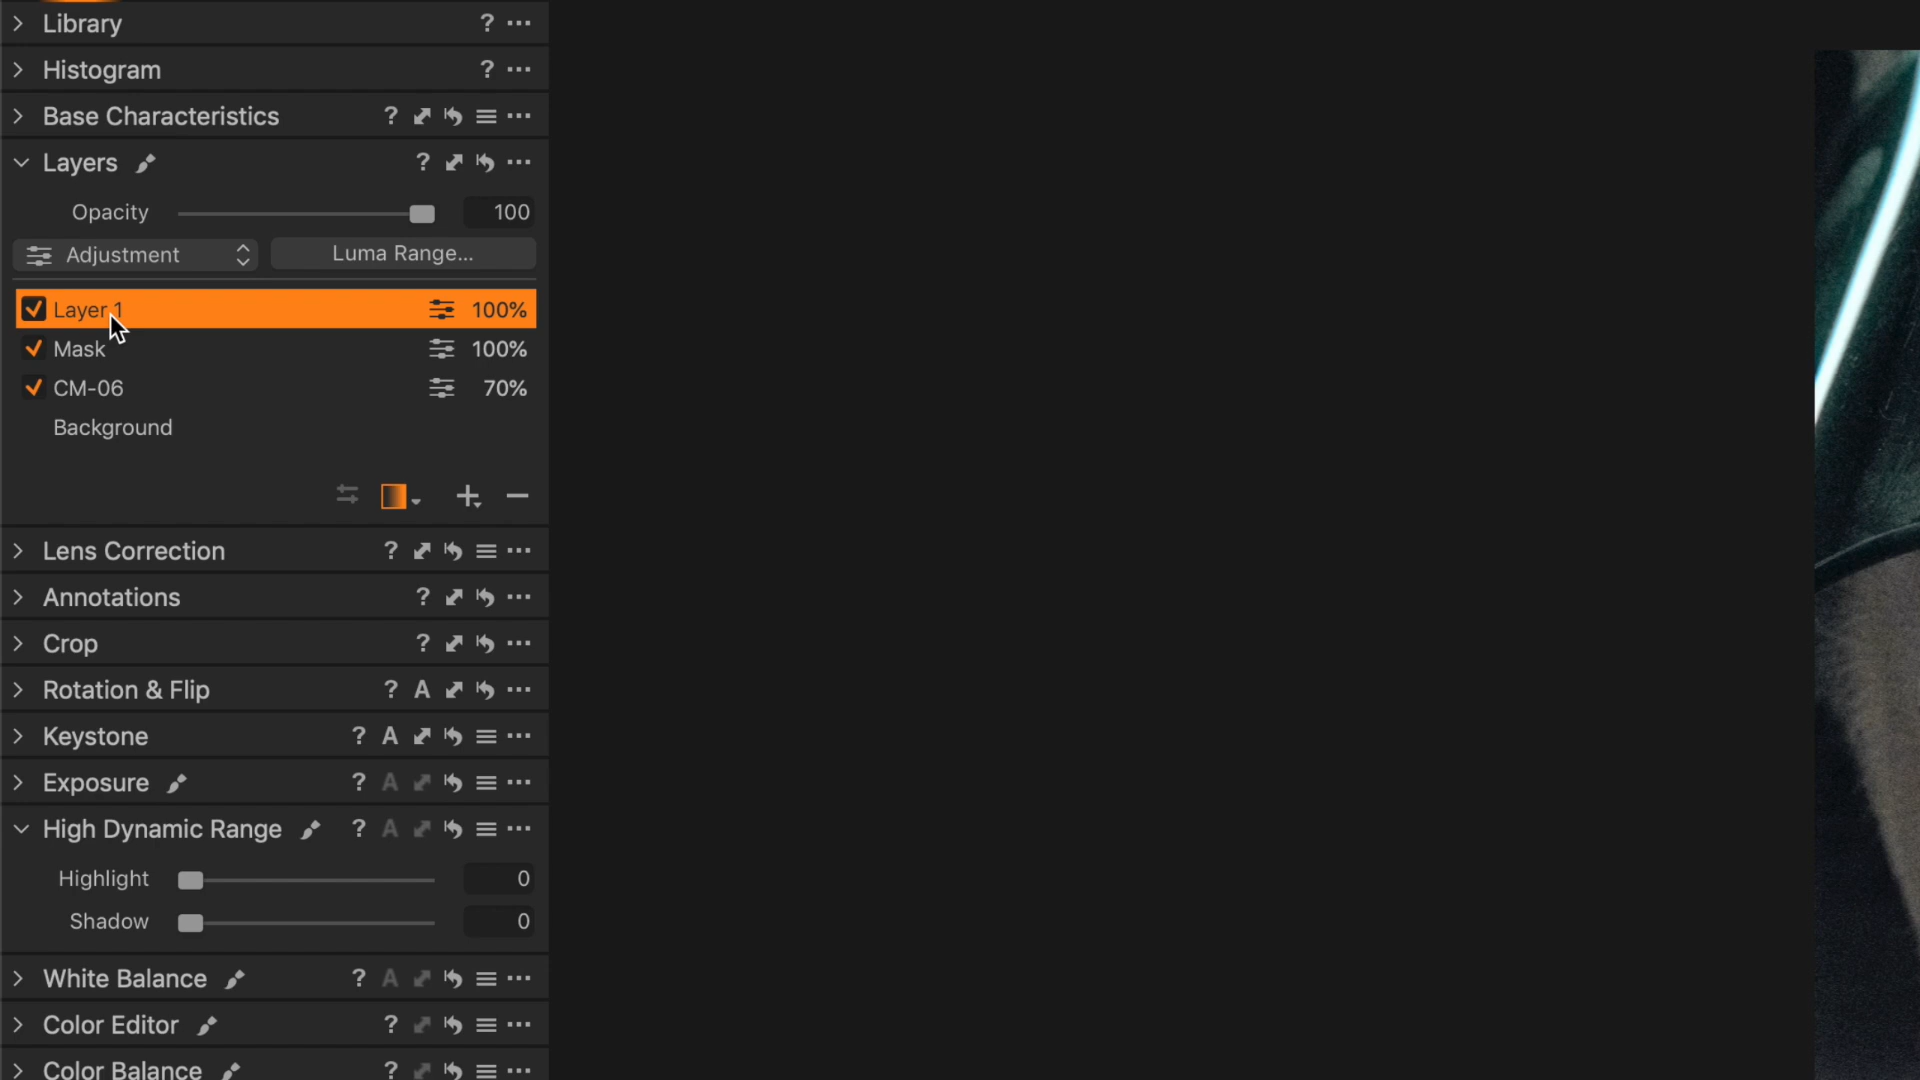 Library ? ...
Histogram ? ...
Base Characteristics ? ...
Layers ? ...
Opacity 100
Adjustment Luma Range...
Layer 1 100%
Mask 100%
CM-06 70%
Background
Lens Correction ? ...
Annotations ? ...
Crop ? ...
Rotation & Flip ? A ...
Keystone ? A ...
Exposure ? A ...
High Dynamic Range ? A ...
Highlight 0
Shadow 0
White Balance ? A ...
Color Editor ? ...
Color Balance ? ...